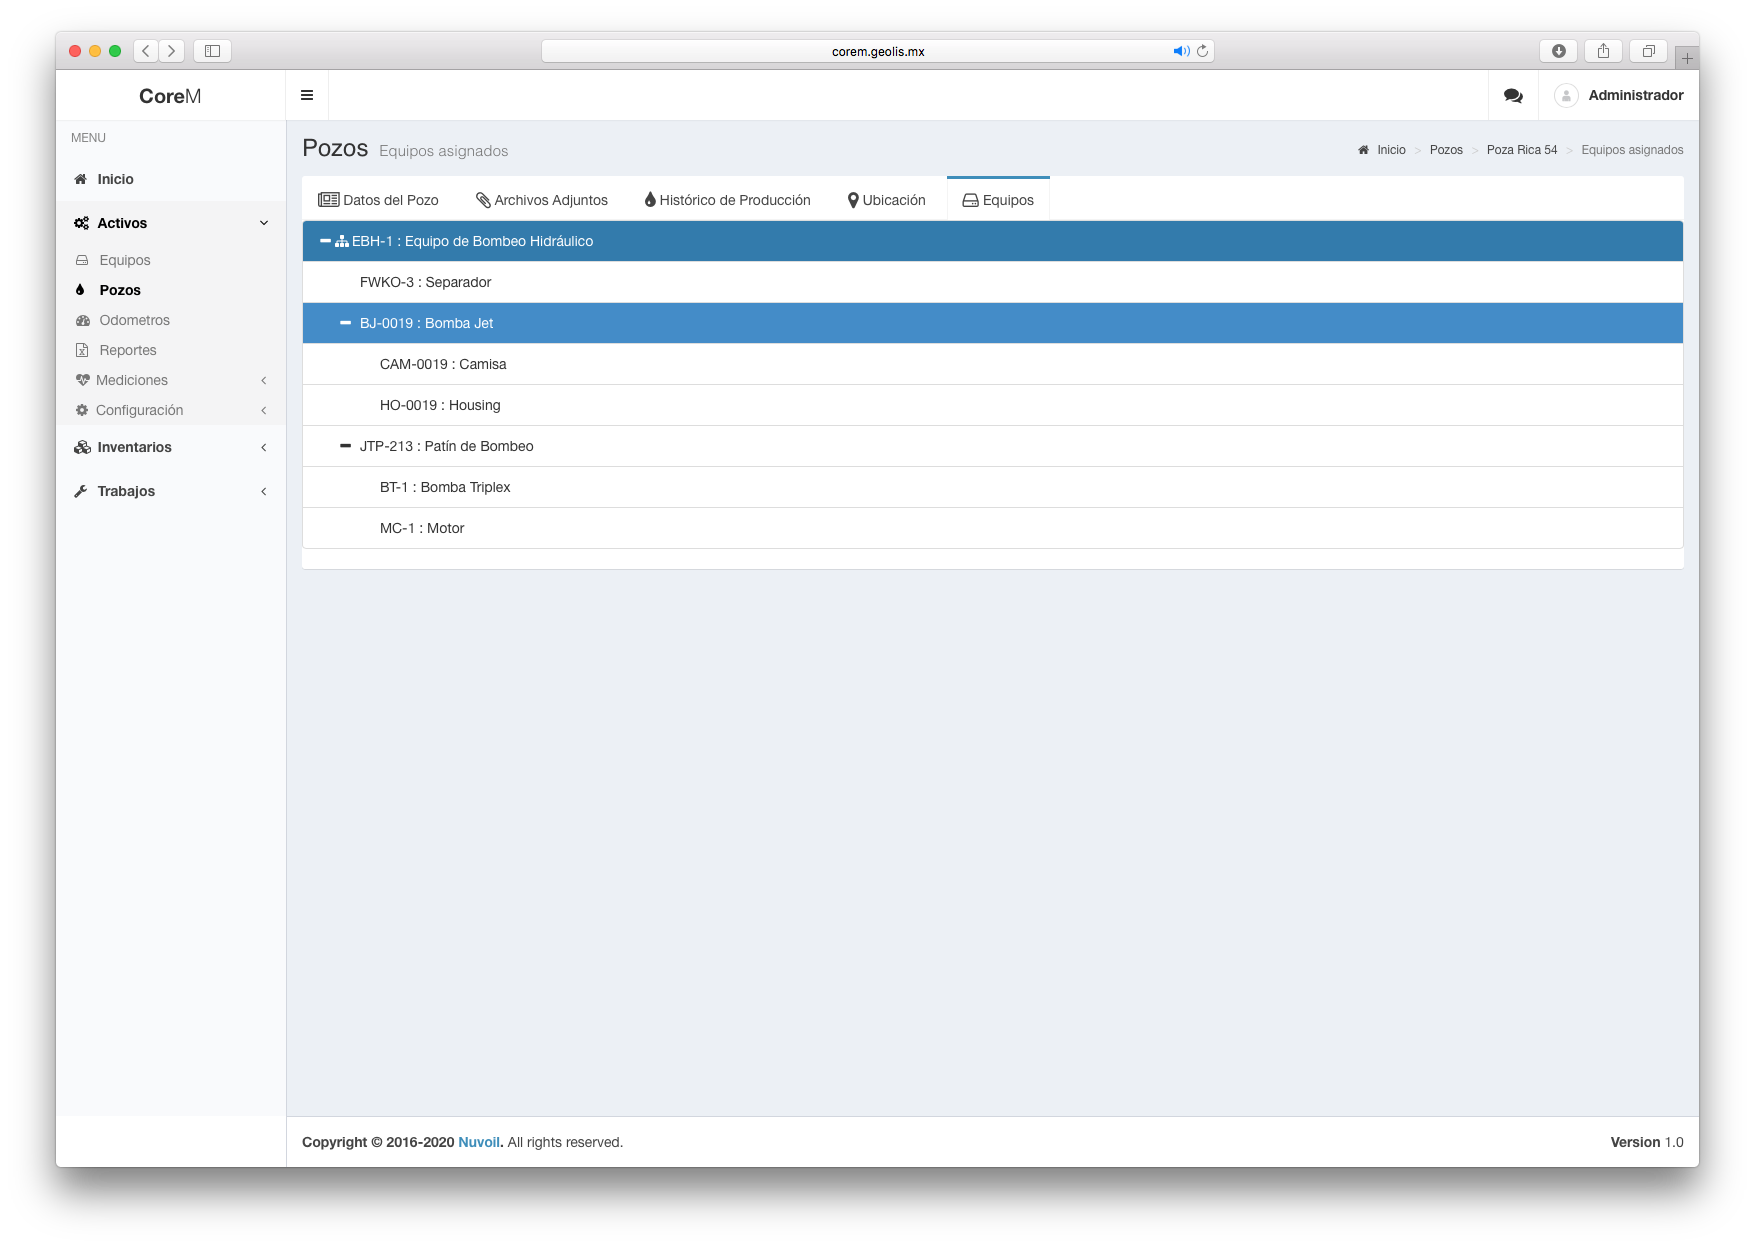 corem.geolis.mx
CoreM
Administrador
MENU
Inicio
Activos
Equipos
Pozos
Odometros
Reportes
Mediciones
Configuración
Inventarios
Trabajos
Pozos Equipos asignados
Inicio > Pozos > Poza Rica 54 > Equipos asignados
Datos del Pozo Archivos Adjuntos Histórico de Producción Ubicación Equipos
EBH-1 : Equipo de Bombeo Hidráulico
FWKO-3 : Separador
BJ-0019 : Bomba Jet
CAM-0019 : Camisa
HO-0019 : Housing
JTP-213 : Patín de Bombeo
BT-1 : Bomba Triplex
MC-1 : Motor
Copyright © 2016-2020 Nuvoil. All rights reserved.
Version 1.0